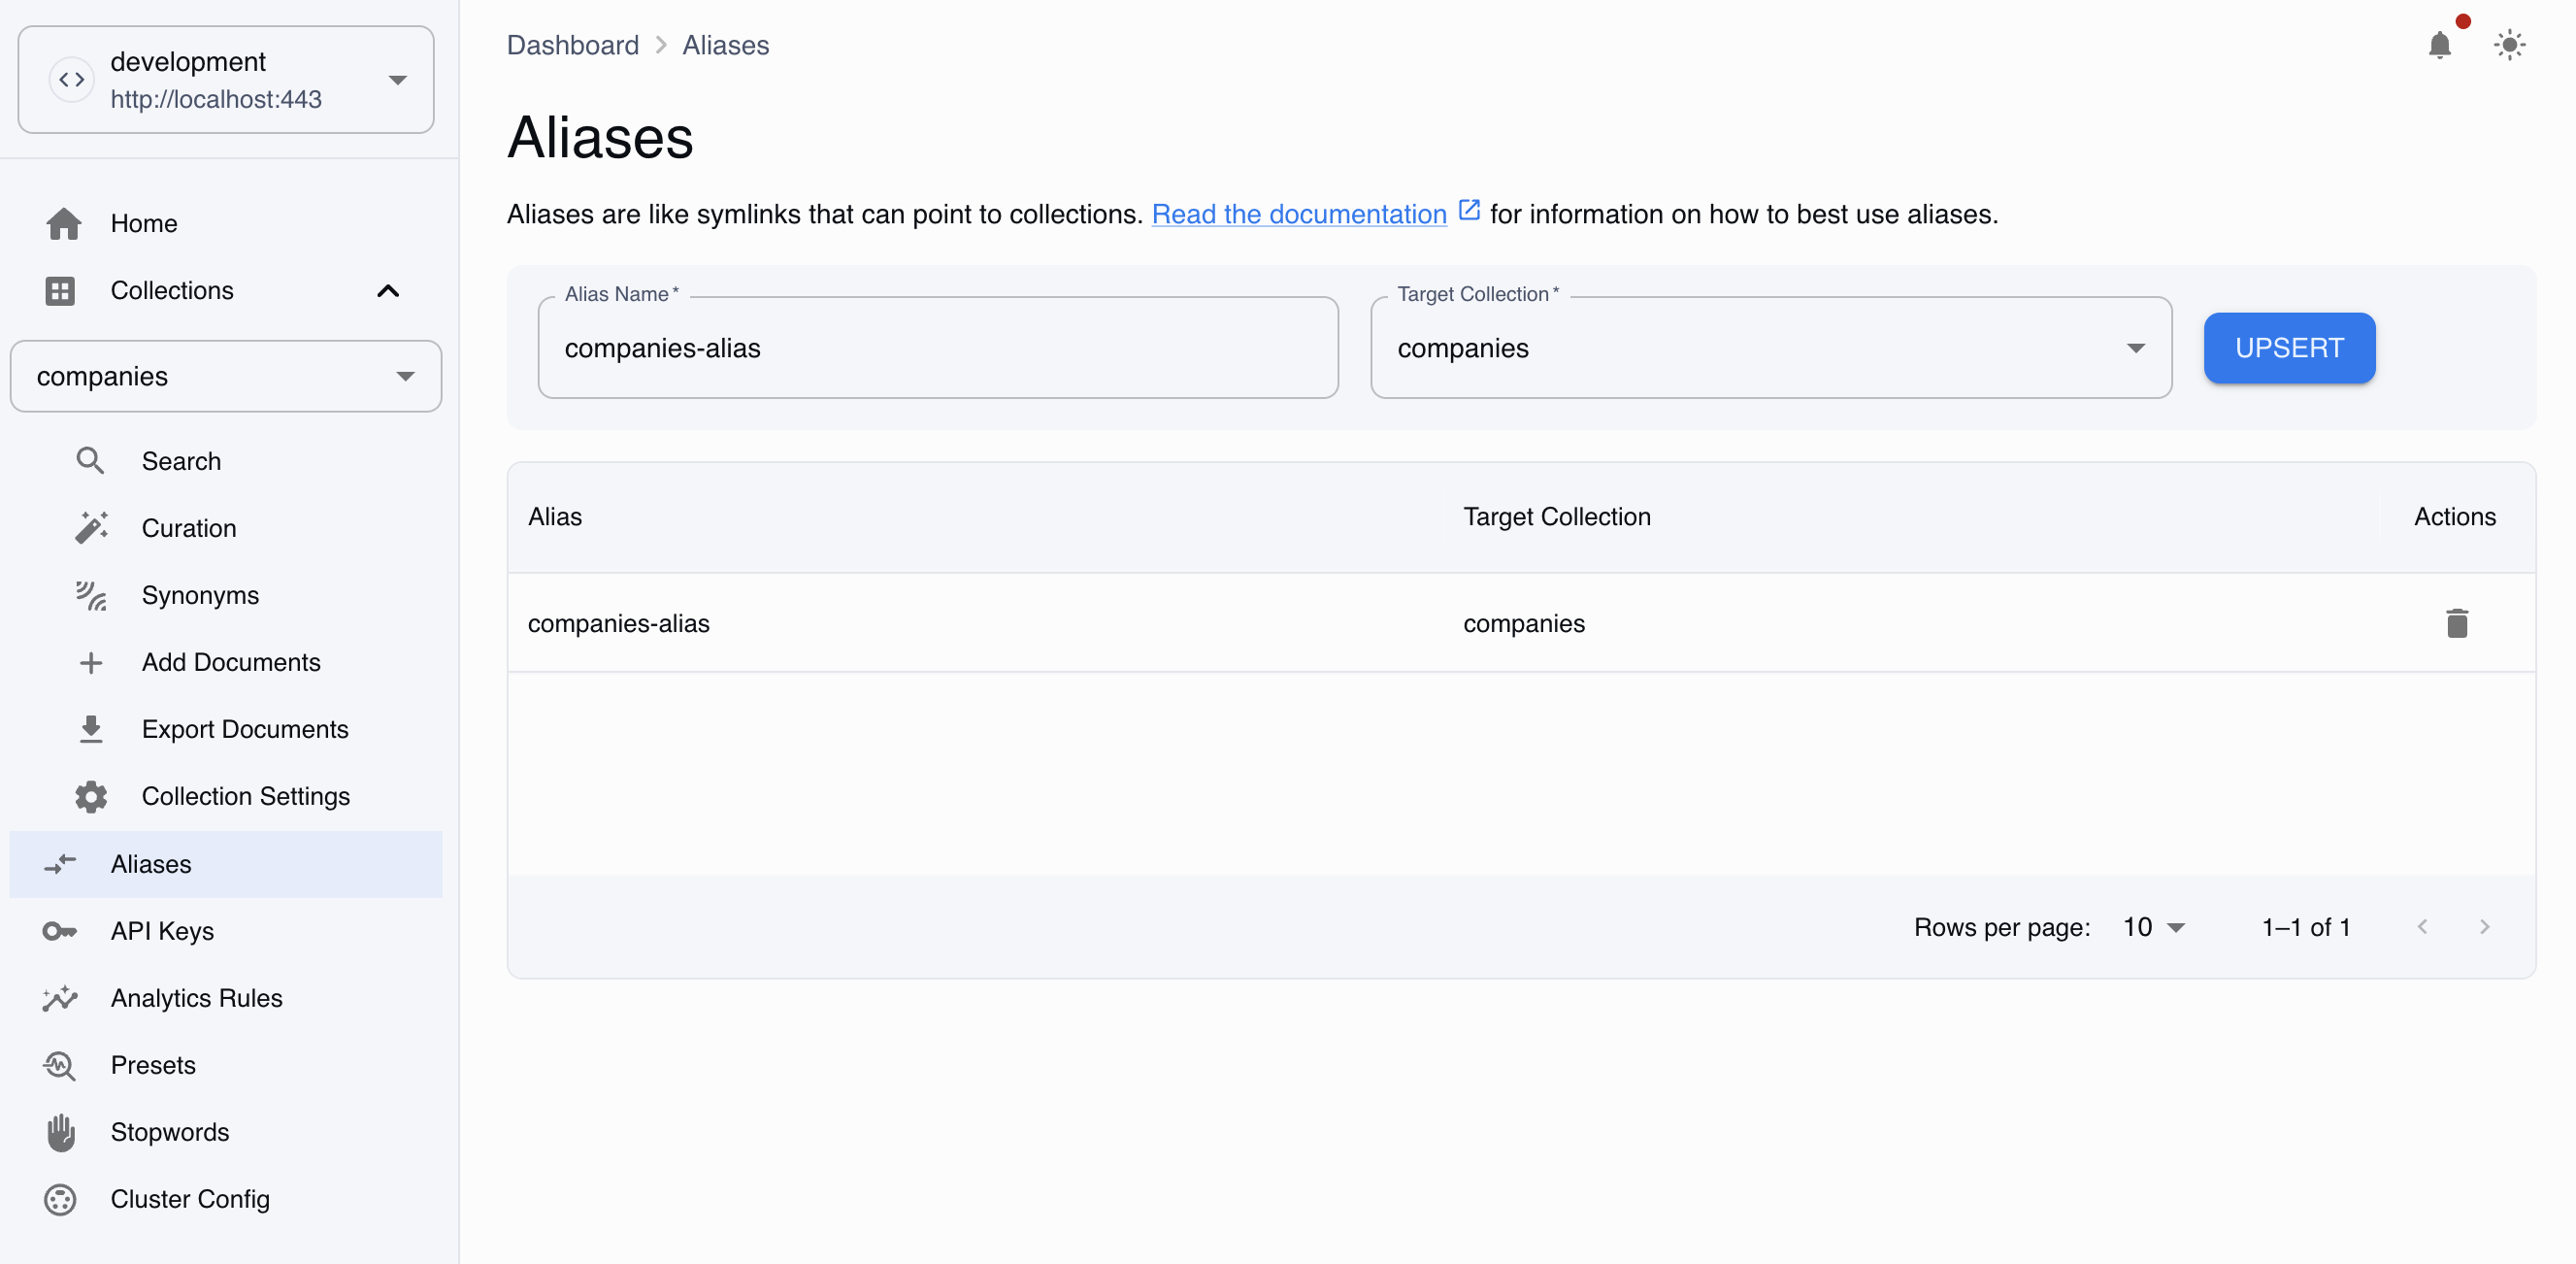 development
http://localhost:443
Home
Collections
companies
Search
Curation
Synonyms
Add Documents
Export Documents
Collection Settings
Aliases
API Keys
Analytics Rules
Presets
Stopwords
Cluster Config
Dashboard > Aliases
Aliases
Aliases are like symlinks that can point to collections. Read the documentation for information on how to best use aliases.
Alias Name *
companies-alias
Target Collection *
companies
UPSERT
Alias Target Collection Actions
companies-alias companies
Rows per page: 10 1–1 of 1